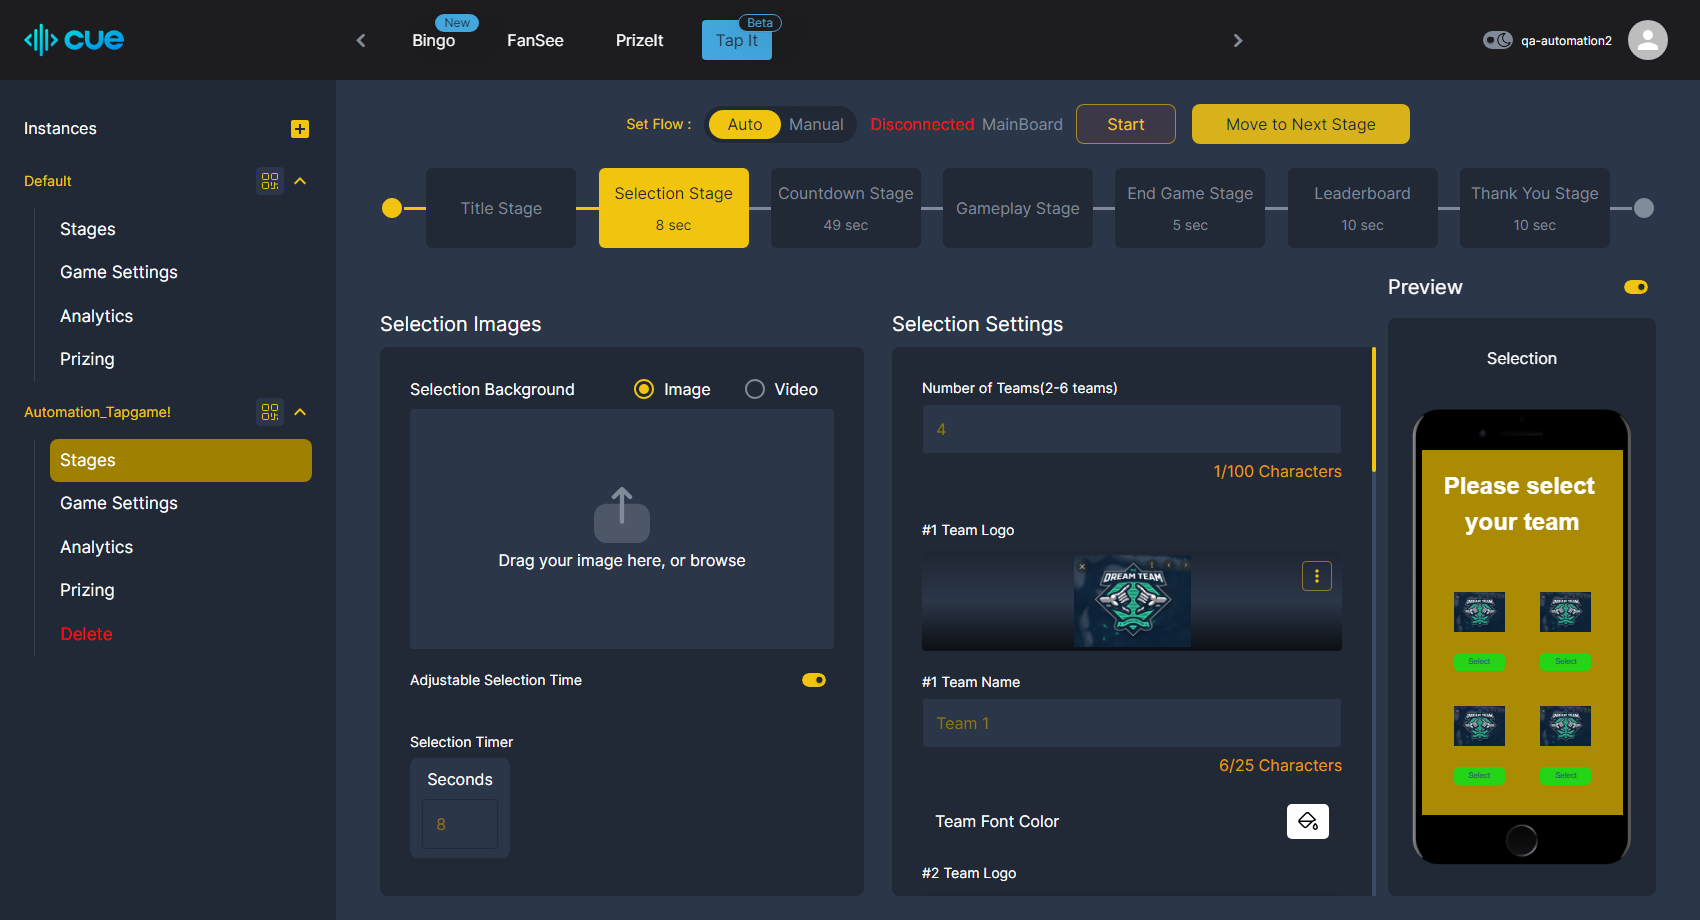 cue
New
Bingo
FanSee
PrizeIt
Beta
Tap It
qa-automation2
Instances
Default
Stages
Game Settings
Analytics
Prizing
Automation_Tapgame!
Stages
Game Settings
Analytics
Prizing
Delete
Set Flow :
Auto
Manual
Disconnected MainBoard
Start
Move to Next Stage
Title Stage
Selection Stage
8 sec
Countdown Stage
49 sec
Gameplay Stage
End Game Stage
5 sec
Leaderboard
10 sec
Thank You Stage
10 sec
Selection Images
Selection Background
Image
Video
Drag your image here, or browse
Adjustable Selection Time
Selection Timer
Seconds
8
Selection Settings
Number of Teams(2-6 teams)
4
1/100 Characters
#1 Team Logo
DREAM TEAM
#1 Team Name
Team 1
6/25 Characters
Team Font Color
#2 Team Logo
Preview
Selection
Please select
your team
DREAM TEAM
DREAM TEAM
Select
Select
DREAM TEAM
DREAM TEAM
Select
Select